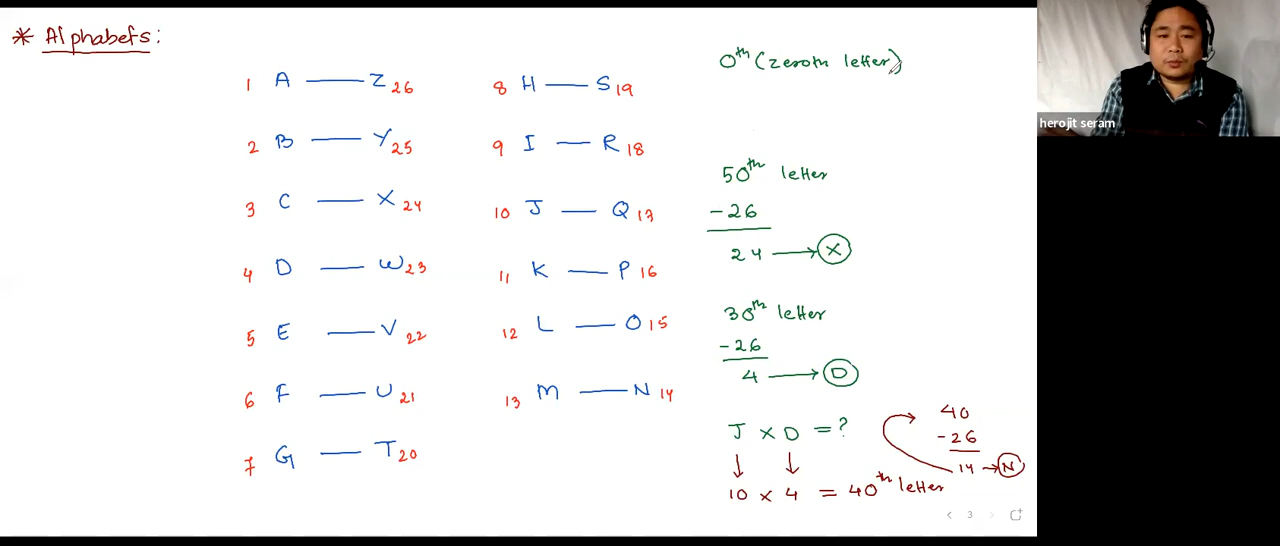 * Alphabets:
1 A — Z 26
2 B — Y 25
3 C — X 24
4 D — W 23
5 E — V 22
6 F — U 21
7 G — T 20
8 H — S 19
9 I — R 18
10 J — Q 13
11 K — P 16
12 L — O 15
13 M — N 14
0th (zeroth letter)
50th letter
- 26
24 → X
30th letter
- 26
4 → D
J × D = ?
↓ ↓
10 × 4 = 40th letter
40
- 26
14 → N
herojit seram
< 3 >